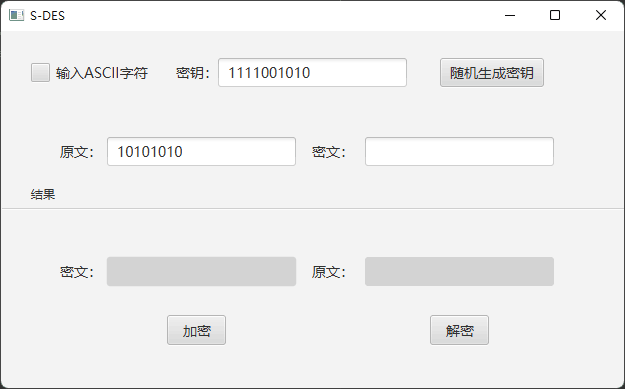 S-DES
输入ASCII字符 密钥： 1111001010 随机生成密钥
原文： 10101010 密文：
结果
密文： 原文：
加密 解密